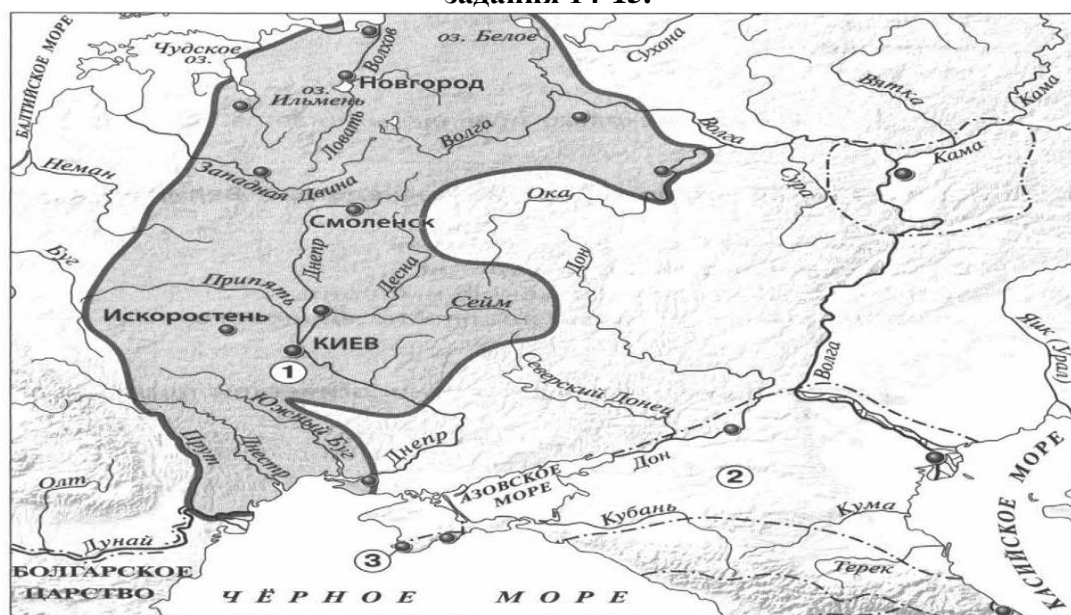 задания 14-15.
БАЛТИЙСКОЕ МОРЕ
Чудское
оз.
Волхов
оз. Белое
Сухона
Новгород
оз.
Ильмень
Ловать
Волга
Волга
Вятка
Кама
Кама
Сура
Неман
Западная Двина
Ока
Смоленск
Буг
Днепр
Десна
Дон
Припять
Сейм
Искоростень
КИЕВ
1
Волга
Яик (Урал)
Северский Донец
Южный Буг
Днепр
Прут
Днестр
Дон
2
Олт
АЗОВСКОЕ
МОРЕ
Кубань
Кума
Дунай
3
Терек
БОЛГАРСКОЕ
ЦАРСТВО
ЧЁРНОЕ МОРЕ
КАСПИЙСКОЕ МОРЕ